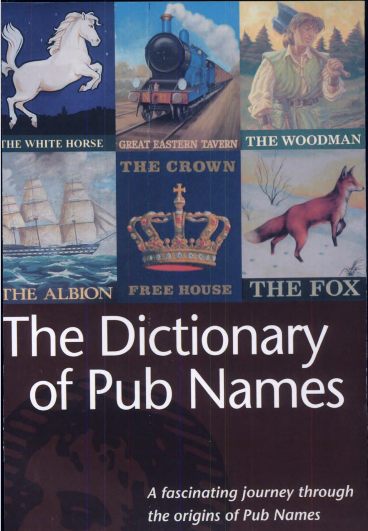 THE WHITE HORSE
GREAT EASTERN TAVERN
THE WOODMAN
THE ALBION
THE CROWN
FREE HOUSE
THE FOX
The Dictionary
of Pub Names
A fascinating journey through
the origins of Pub Names